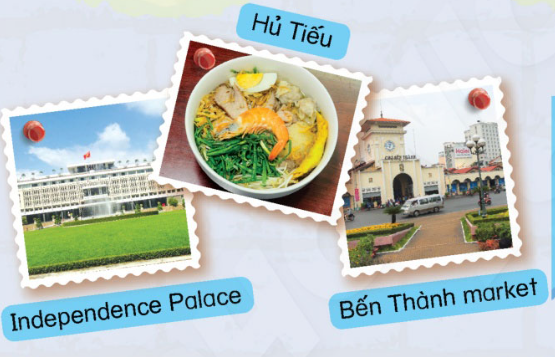 Hủ Tiếu
Independence Palace
Bến Thành market